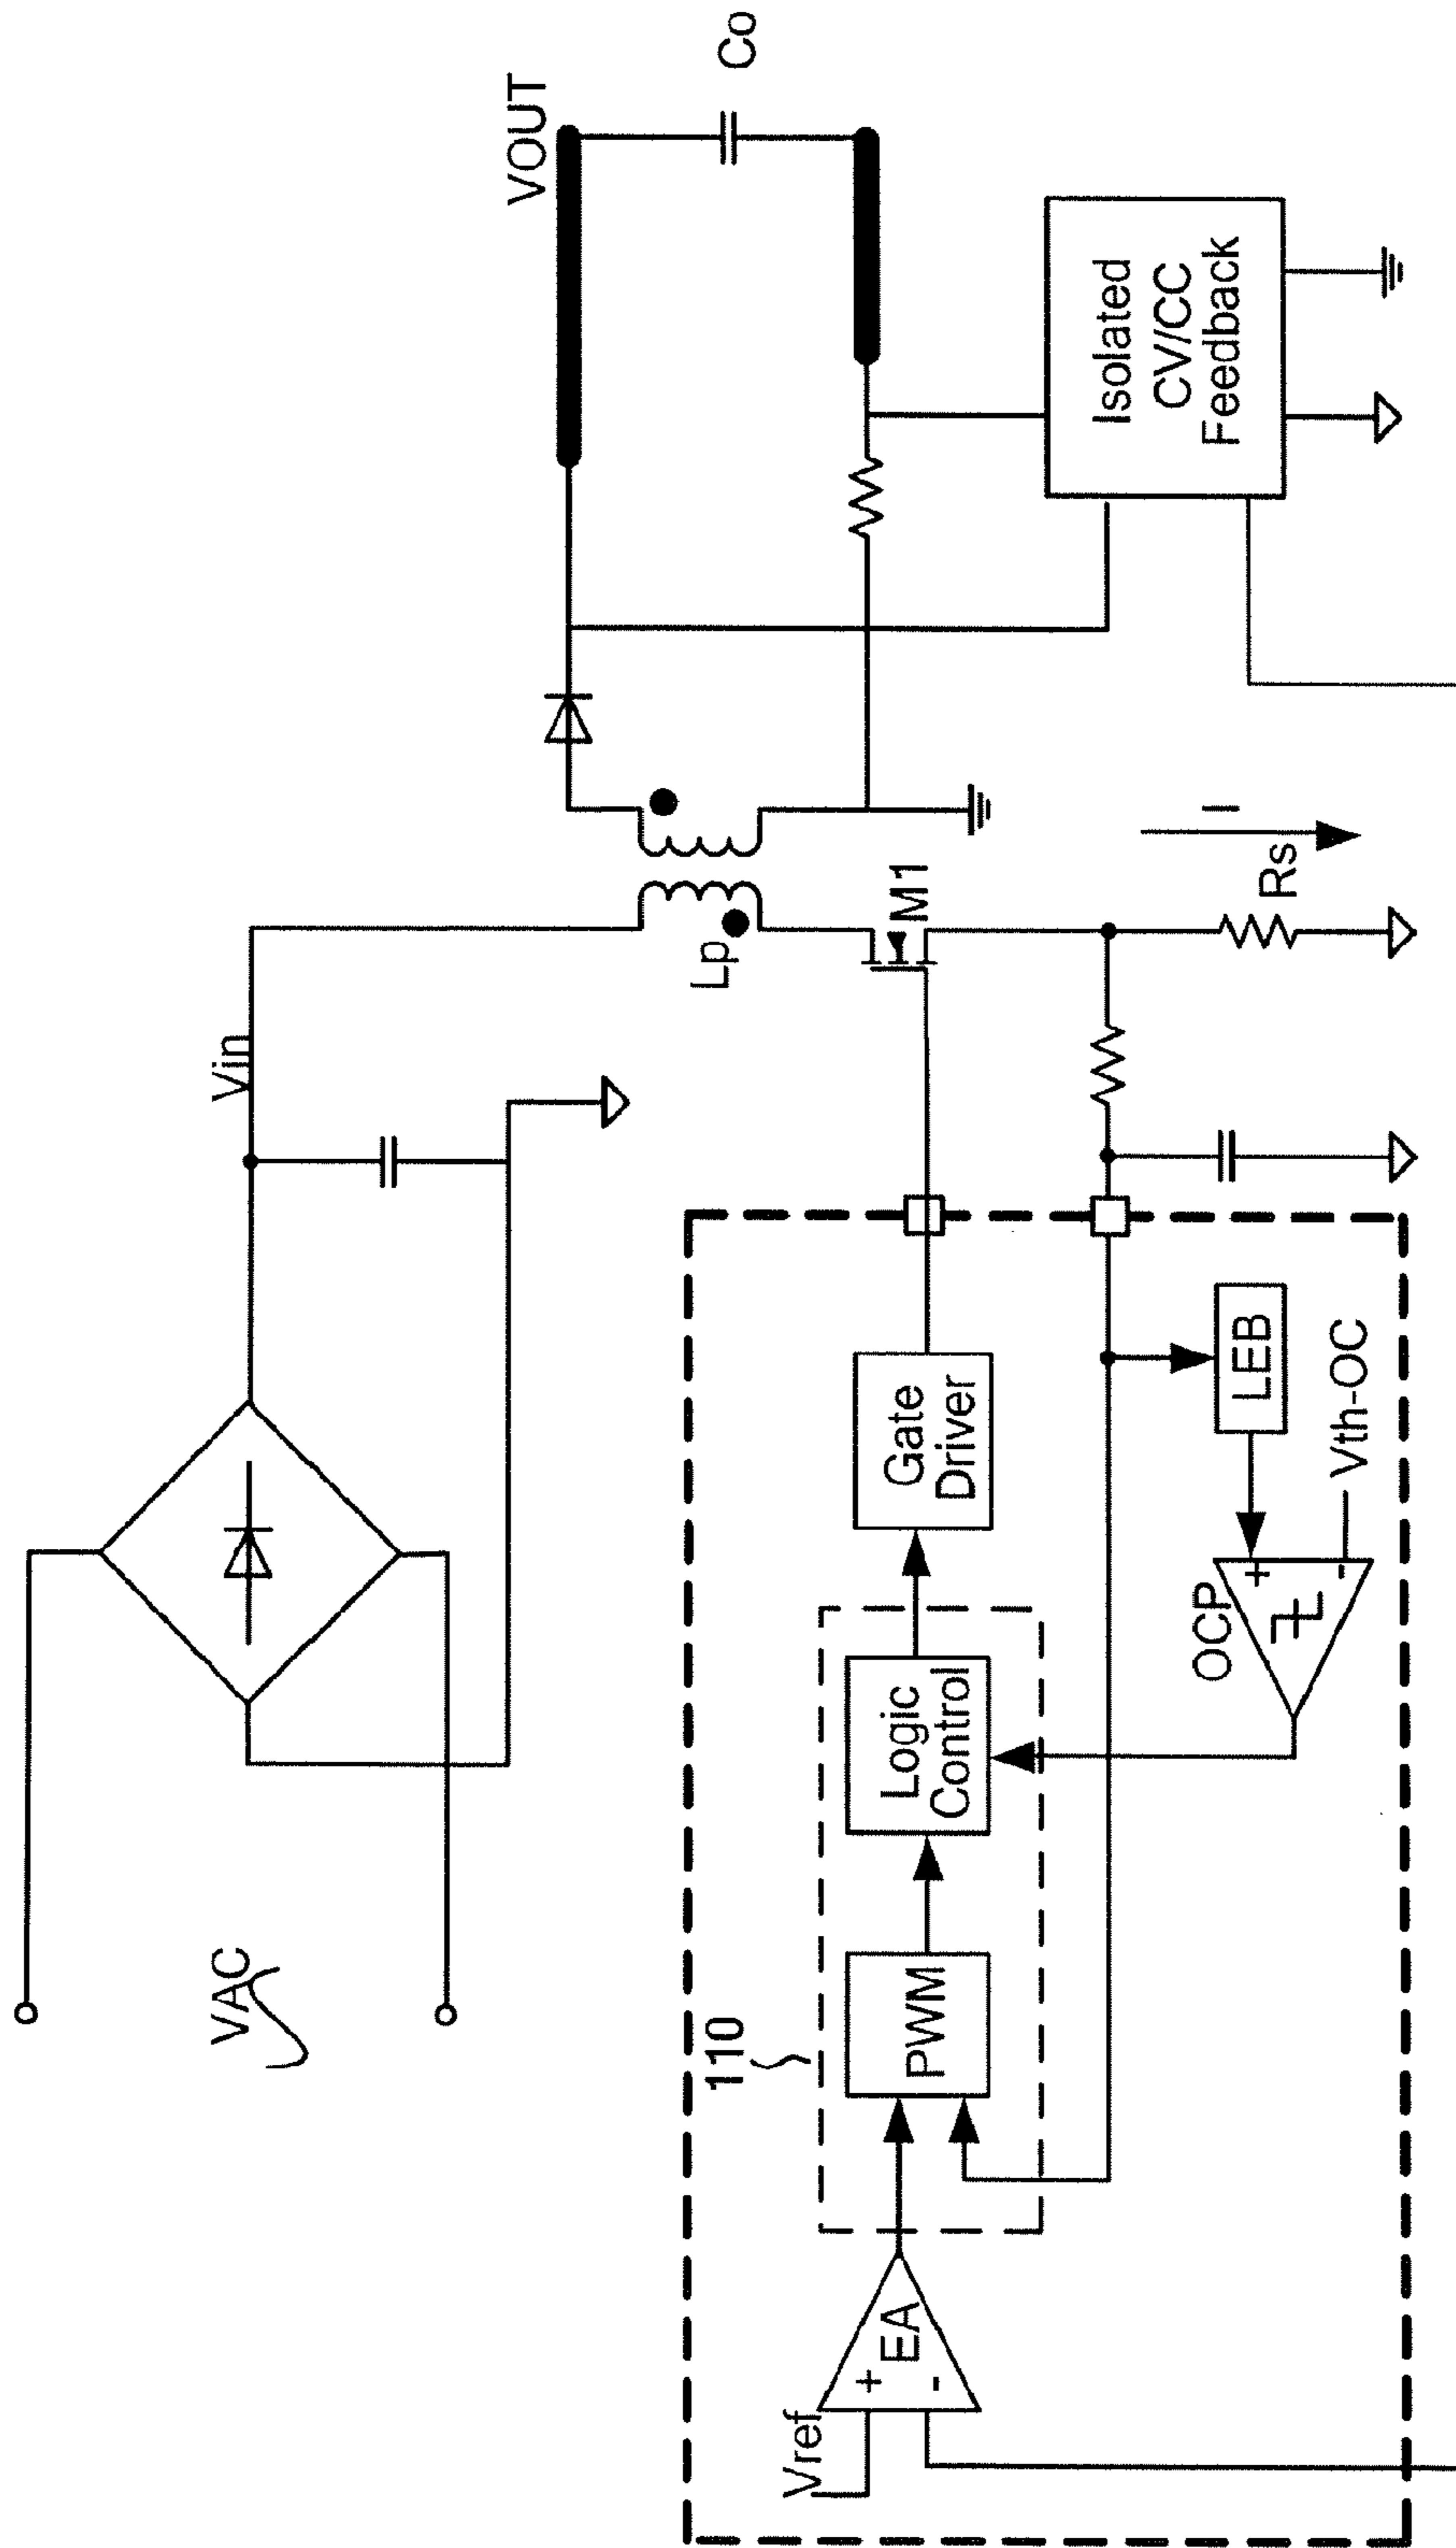 VAC
Vin
VOUT
Co
Lp
M1
I
Rs
Isolated
CV/CC
Feedback
110
Vref
+
-
EA
PWM
Logic
Control
Gate
Driver
OCP
+
-
LEB
Vth-OC